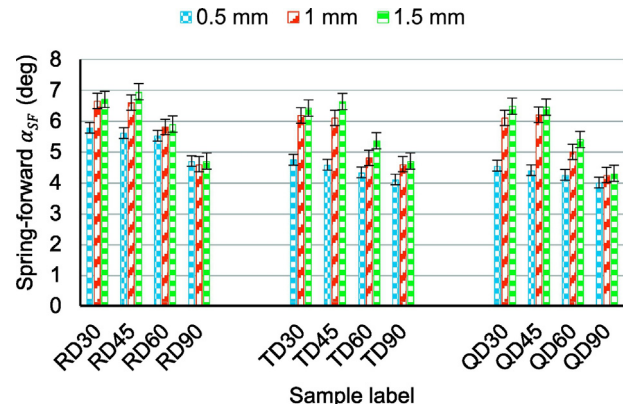 0.5 mm 1 mm 1.5 mm
Spring-forward α_SF (deg)
8
7
6
5
4
3
2
1
0
RD30 RD45 RD60 RD90 TD30 TD45 TD60 TD90 QD30 QD45 QD60 QD90
Sample label